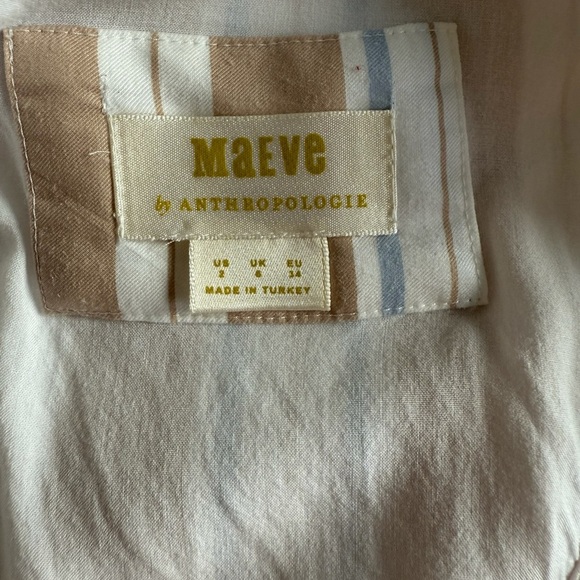 MaEVe
by ANTHROPOLOGIE
US UK EU
2 6 34
MADE IN TURKEY